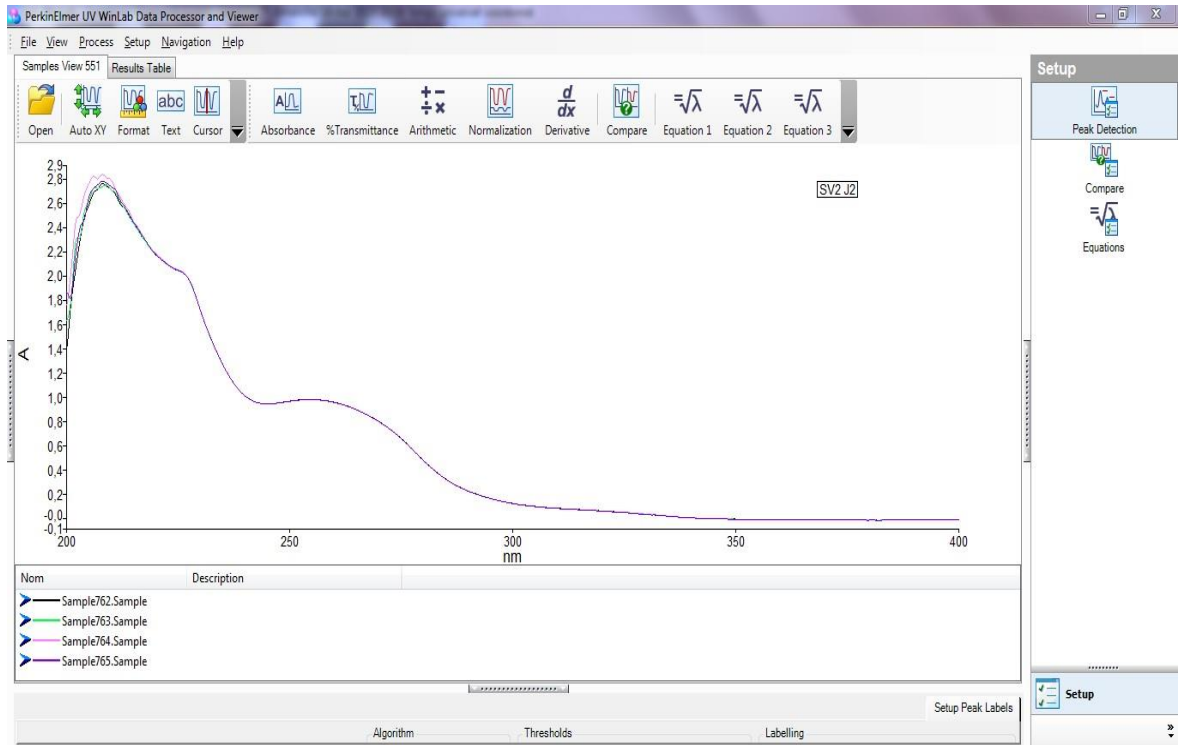 PerkinElmer UV WinLab Data Processor and Viewer
File View Process Setup Navigation Help
Samples View 551 Results Table
Open Auto XY Format Text Cursor Absorbance %Transmittance Arithmetic Normalization Derivative Compare Equation 1 Equation 2 Equation 3
Setup
Peak Detection
Compare
Equations
SV2 J2
2,9
2,8
2,6
2,4
2,2
2,0
1,8
1,6
1,4
1,2
1,0
0,8
0,6
0,4
0,2
-0,0
-0,1
A
200 250 300 350 400
nm
Nom Description
Sample762.Sample
Sample763.Sample
Sample764.Sample
Sample765.Sample
Setup
Setup Peak Labels
Algorithm Thresholds Labelling